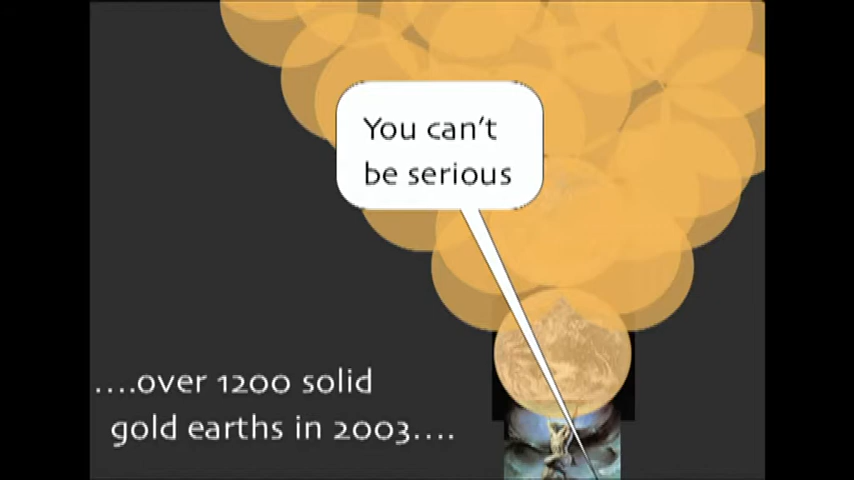 You can't
be serious
....over 1200 solid
gold earths in 2003....